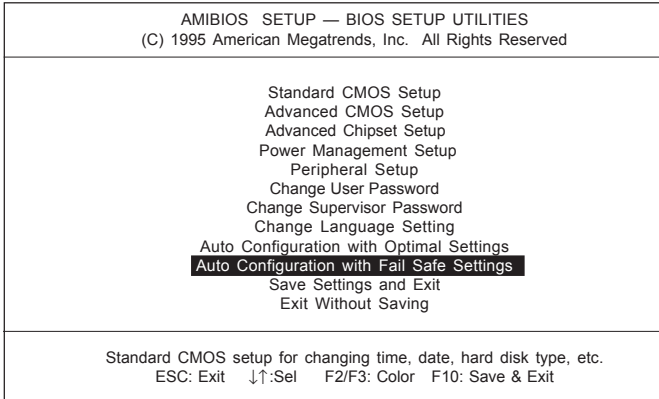 AMIBIOS SETUP — BIOS SETUP UTILITIES
(C) 1995 American Megatrends, Inc. All Rights Reserved
Standard CMOS Setup
Advanced CMOS Setup
Advanced Chipset Setup
Power Management Setup
Peripheral Setup
Change User Password
Change Supervisor Password
Change Language Setting
Auto Configuration with Optimal Settings
Auto Configuration with Fail Safe Settings
Save Settings and Exit
Exit Without Saving
Standard CMOS setup for changing time, date, hard disk type, etc.
ESC: Exit ↓↑:Sel F2/F3: Color F10: Save & Exit